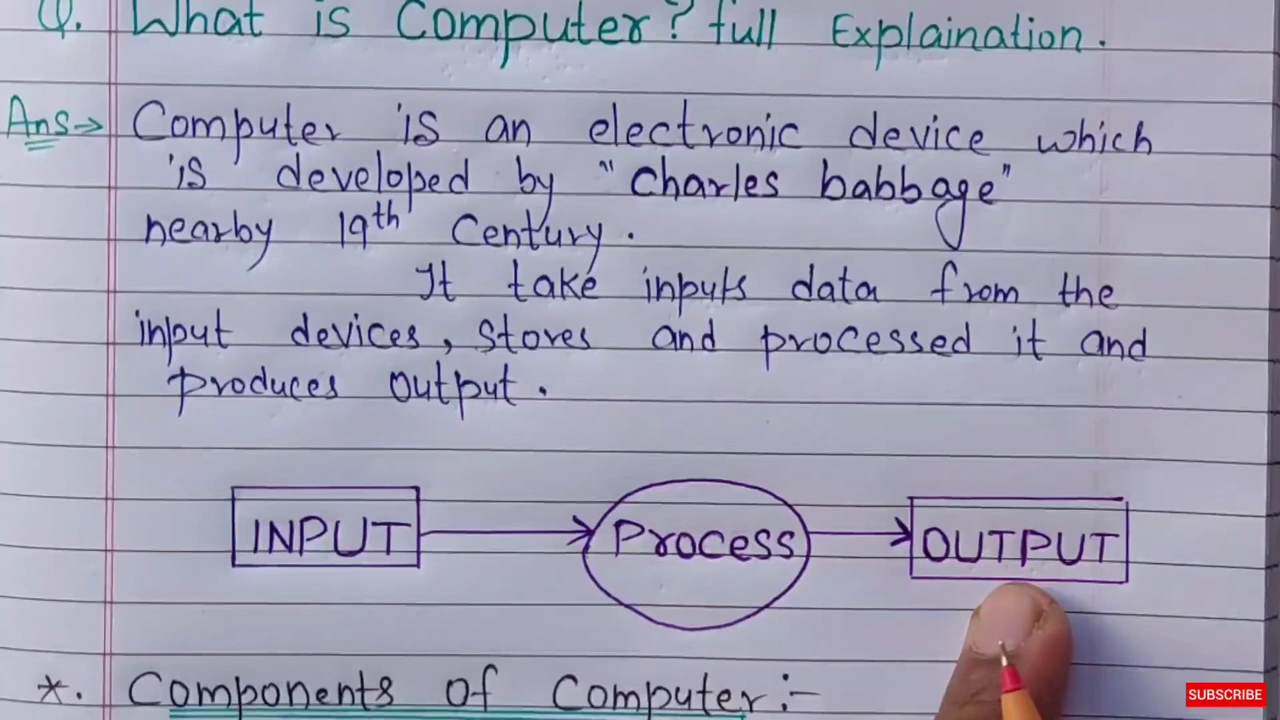 Q. What is Computer? full Explaination.
Ans→ Computer is an electronic device which
is developed by "Charles babbage"
nearby 19th Century.
It take inputs data from the
input devices, stores and processed it and
produces output.
INPUT → Process → OUTPUT
*. Components of Computer:-
SUBSCRIBE